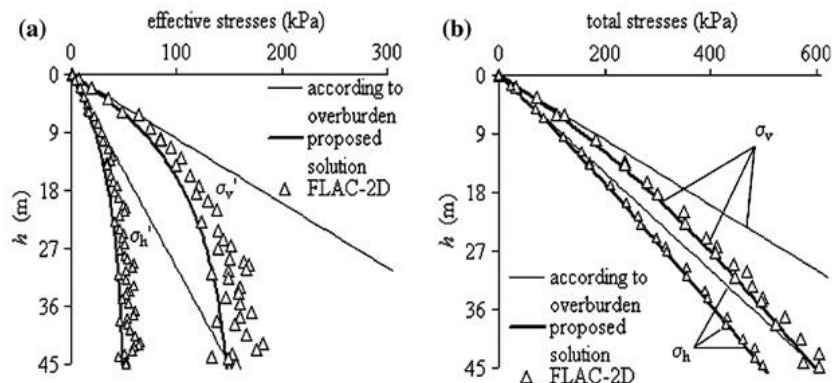 (a) effective stresses (kPa)
0 100 200 300
0
9
18
27
36
45
h (m)
according to
overburden
proposed
solution
FLAC-2D
σv'
σh'
(b) total stresses (kPa)
0 200 400 600
0
9
18
27
36
45
h (m)
σv
according to
overburden
proposed
solution
FLAC-2D
σh